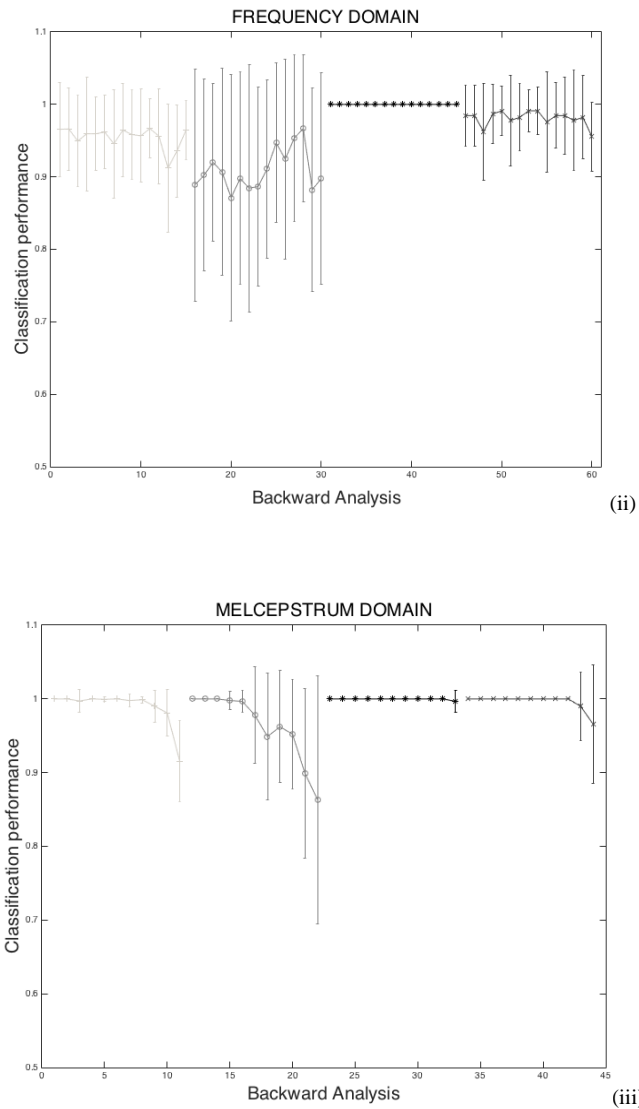 FREQUENCY DOMAIN
1.1
1
0.9
0.8
0.7
0.6
0.5
Classification performance
0 10 20 30 40 50 60
Backward Analysis
(ii)
MELCEPSTRUM DOMAIN
1.1
1
0.9
0.8
0.7
0.6
0.5
Classification performance
0 5 10 15 20 25 30 35 40 45
Backward Analysis
(iii)